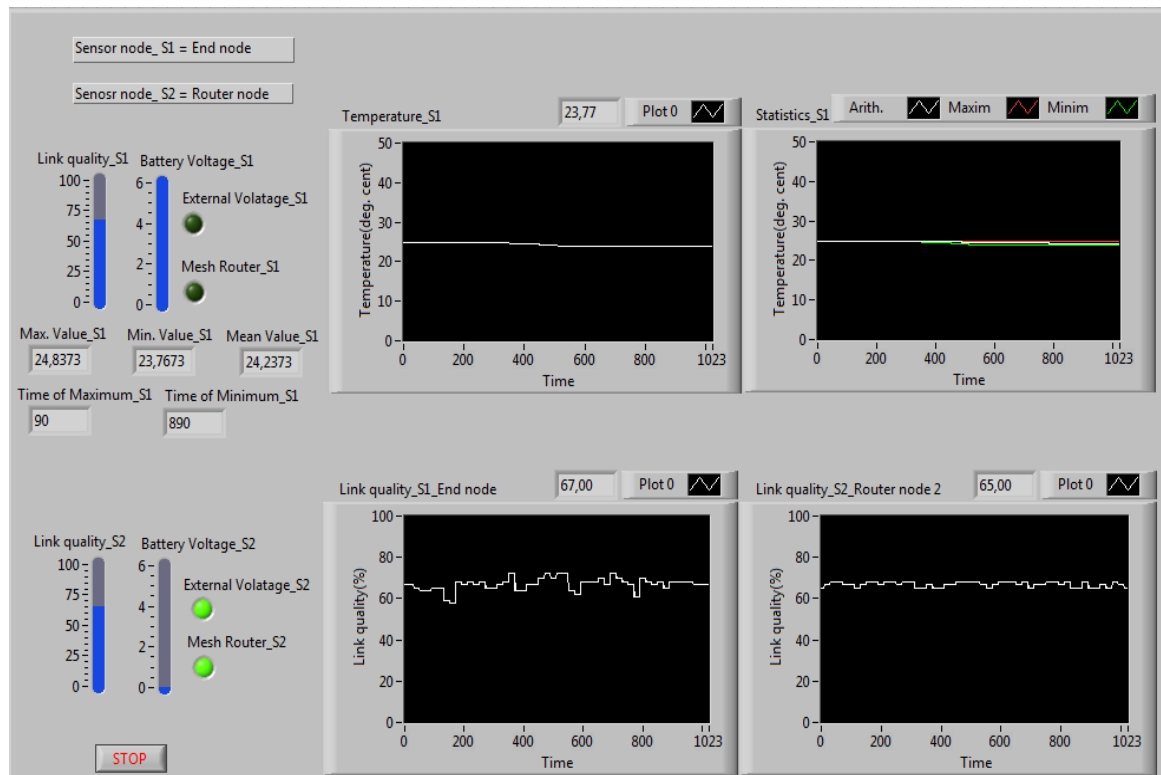 Sensor node_ S1 = End node
Senosr node_ S2 = Router node
Link quality_S1
100
75
50
25
0
Battery Voltage_S1
6
4
2
0
External Volatage_S1
Mesh Router_S1
Max. Value_S1
24,8373
Min. Value_S1
23,7673
Mean Value_S1
24,2373
Time of Maximum_S1
90
Time of Minimum_S1
890
Temperature_S1
23,77
Plot 0
Temperature(deg. cent)
50
40
30
20
10
0
0 200 400 600 800 1023
Time
Statistics_S1
Arith. Maxim Minim
Temperature(deg. cent)
50
40
30
20
10
0
0 200 400 600 800 1023
Time
Link quality_S2
100
75
50
25
0
Battery Voltage_S2
6
4
2
0
External Volatage_S2
Mesh Router_S2
STOP
Link quality_S1_End node
67,00
Plot 0
Link quality(%)
100
80
60
40
20
0
0 200 400 600 800 1023
Time
Link quality_S2_Router node 2
65,00
Plot 0
Link quality(%)
100
80
60
40
20
0
0 200 400 600 800 1023
Time